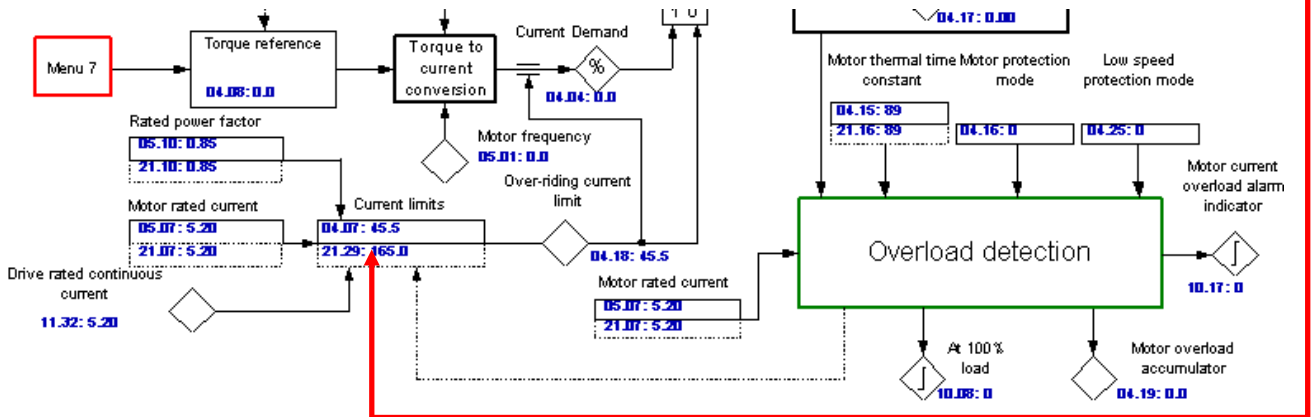 1 0
04.17: 0.00
Torque reference
04.08: 0.0
Menu 7
Torque to
current
conversion
Current Demand
%
04.04: 0.0
Motor thermal time
constant
Motor protection
mode
Low speed
protection mode
04.15: 89
21.16: 89
04.16: 0
04.25: 0
Rated power factor
05.10: 0.85
21.10: 0.85
Motor frequency
05.01: 0.0
Motor current
overload alarm
indicator
Over-riding current
limit
Motor rated current
05.07: 5.20
21.07: 5.20
Current limits
04.07: 45.5
21.29: 165.0
04.18: 45.5
Overload detection
10.17: 0
Drive rated continuous
current
11.32: 5.20
Motor rated current
05.07: 5.20
21.07: 5.20
At 100%
load
10.08: 0
Motor overload
accumulator
04.19: 0.0